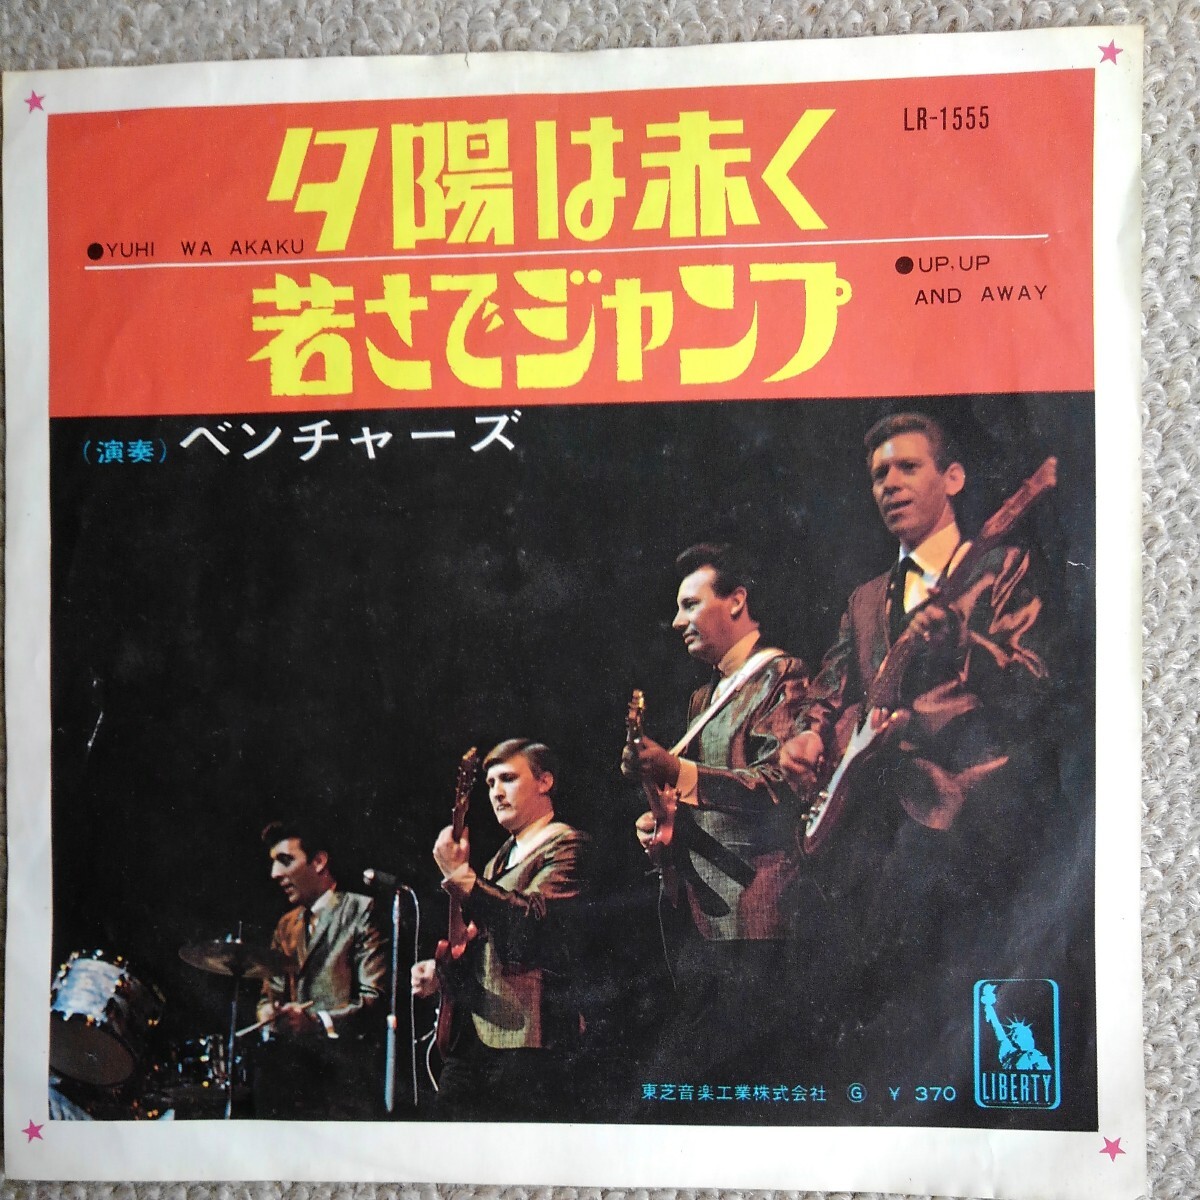 LR-1555
夕陽は赤く
●YUHI WA AKAKU
若さでジャンプ
●UP, UP
AND AWAY
(演奏) ベンチャーズ
東芝音楽工業株式会社 Ⓖ ¥ 370
LIBERTY